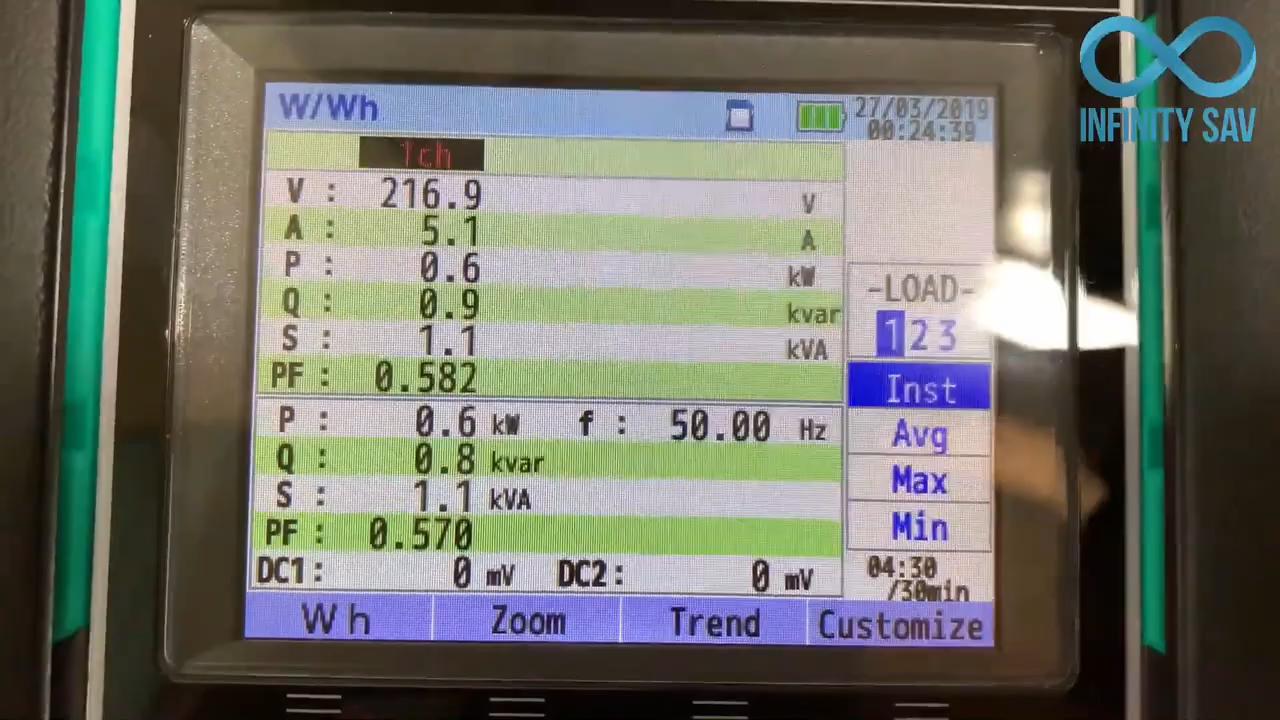 W/Wh 27/03/2019
00:24:39
INFINITY SAV
1ch
V : 216.9 V
A : 5.1 A
P : 0.6 kW
Q : 0.9 kvar
S : 1.1 kVA
PF : 0.582
-LOAD-
1 2 3
Inst
Avg
Max
Min
P : 0.6 kW f : 50.00 Hz
Q : 0.8 kvar
S : 1.1 kVA
PF : 0.570
DC1: 0 mV DC2: 0 mV
04:30
/30min
Wh Zoom Trend Customize